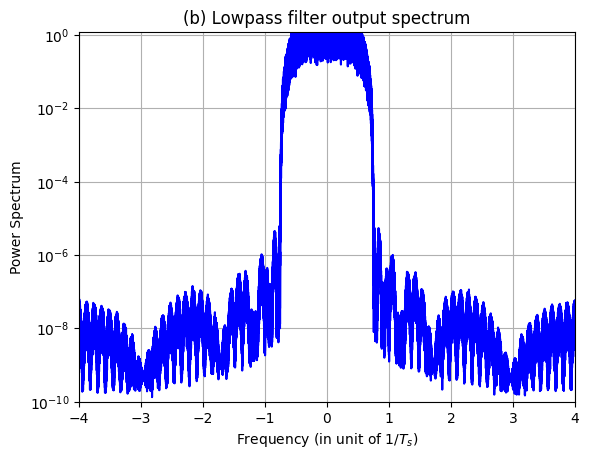 (b) Lowpass filter output spectrum
Power Spectrum
10⁰
10⁻²
10⁻⁴
10⁻⁶
10⁻⁸
10⁻¹⁰
−4 −3 −2 −1 0 1 2 3 4
Frequency (in unit of 1/Tₛ)